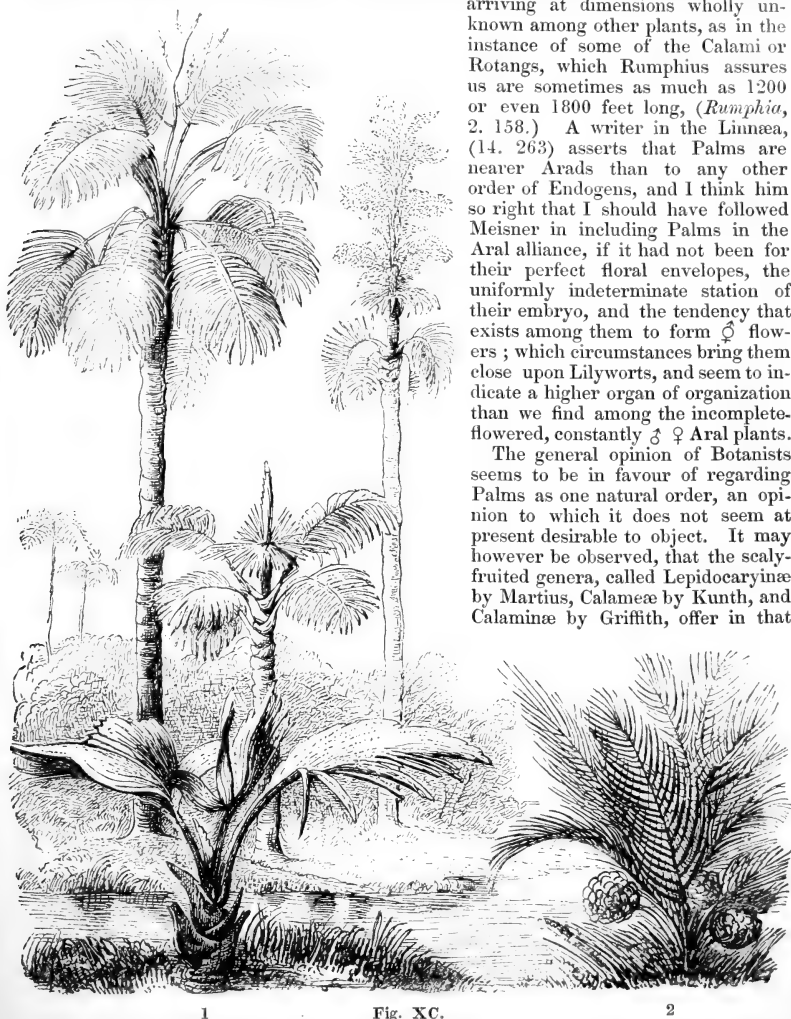 arriving at dimensions wholly un-
known among other plants, as in the
instance of some of the Calami or
Rotangs, which Rumphius assures
us are sometimes as much as 1200
or even 1800 feet long, (Rumphia,
2. 158.) A writer in the Linnæa,
(14. 263) asserts that Palms are
nearer Arads than to any other
order of Endogens, and I think him
so right that I should have followed
Meisner in including Palms in the
Aral alliance, if it had not been for
their perfect floral envelopes, the
uniformly indeterminate station of
their embryo, and the tendency that
exists among them to form ⚥ flow-
ers ; which circumstances bring them
close upon Lilyworts, and seem to in-
dicate a higher organ of organization
than we find among the incomplete-
flowered, constantly ♂ ♀ Aral plants.
The general opinion of Botanists
seems to be in favour of regarding
Palms as one natural order, an opi-
nion to which it does not seem at
present desirable to object. It may
however be observed, that the scaly-
fruited genera, called Lepidocaryinæ
by Martius, Calameæ by Kunth, and
Calaminæ by Griffith, offer in that
1 Fig. XC. 2